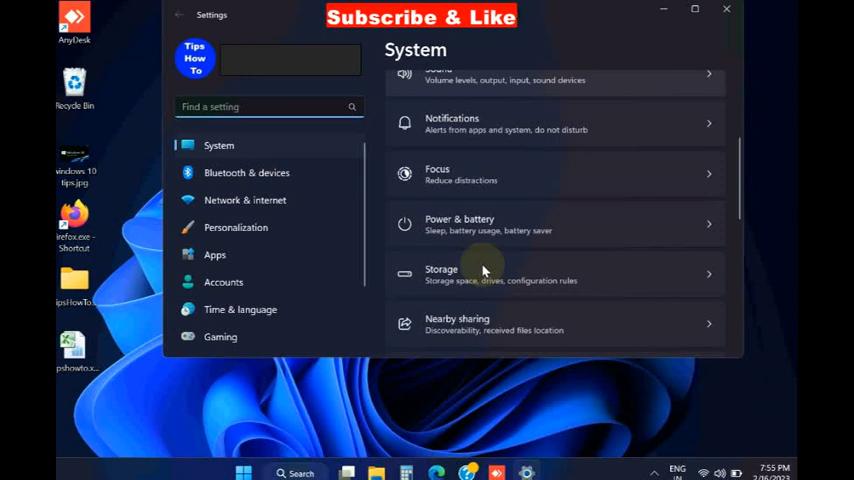 Subscribe & Like
AnyDesk
Recycle Bin
windows 10
tips.jpg
firefox.exe -
Shortcut
tipsHowTo...
pshowto.x...
Settings
Tips
How
To
Find a setting
System
Bluetooth & devices
Network & internet
Personalization
Apps
Accounts
Time & language
Gaming
System
Sound
Volume levels, output, input, sound devices
Notifications
Alerts from apps and system, do not disturb
Focus
Reduce distractions
Power & battery
Sleep, battery usage, battery saver
Storage
Storage space, drives, configuration rules
Nearby sharing
Discoverability, received files location
Search
ENG
IN
7:55 PM
2/16/2023